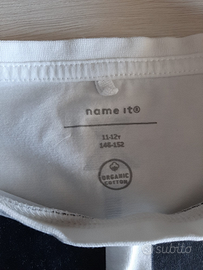 name it®
11-12Y
146-152
ORGANIC
COTTON
subito